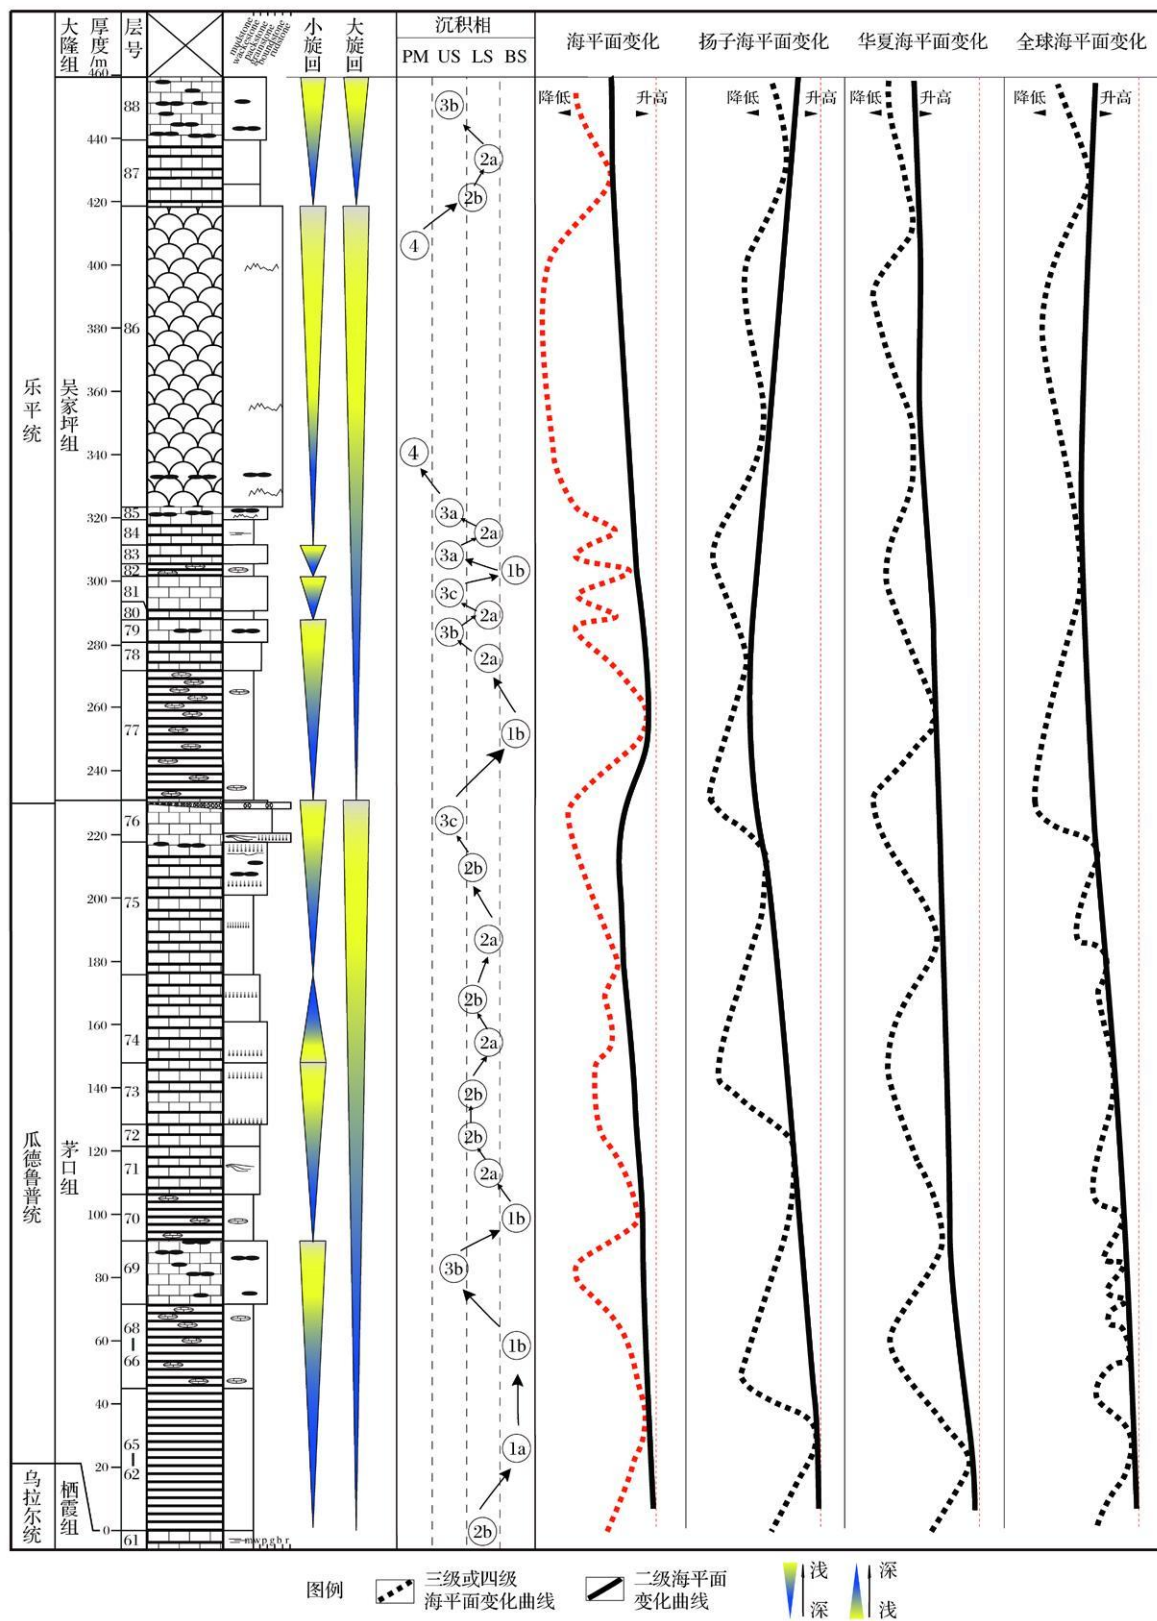 大隆组
厚度/m
层号
mudstone
wackestone
packstone
grainstone
boundstone
rudstone
小旋回
大旋回
沉积相
PM US LS BS
海平面变化
扬子海平面变化
华夏海平面变化
全球海平面变化
降低 升高
降低 升高
降低 升高
降低 升高
乐平统
瓜德鲁普统
乌拉尔统
吴家坪组
茅口组
栖霞组
460
440
420
400
380
360
340
320
300
280
260
240
220
200
180
160
140
120
100
80
60
40
20
0
88
87
86
85
84
83
82
81
80
79
78
77
76
75
74
73
72
71
70
69
68
66
65
62
61
m w p g b r
3b
2a
2b
4
4
3a
2a
3a
1b
3c
2a
3b
2a
1b
3c
2b
2a
2b
2a
2b
2b
2a
1b
3b
1b
1a
2b
图例
三级或四级
海平面变化曲线
二级海平面
变化曲线
浅
深
深
浅